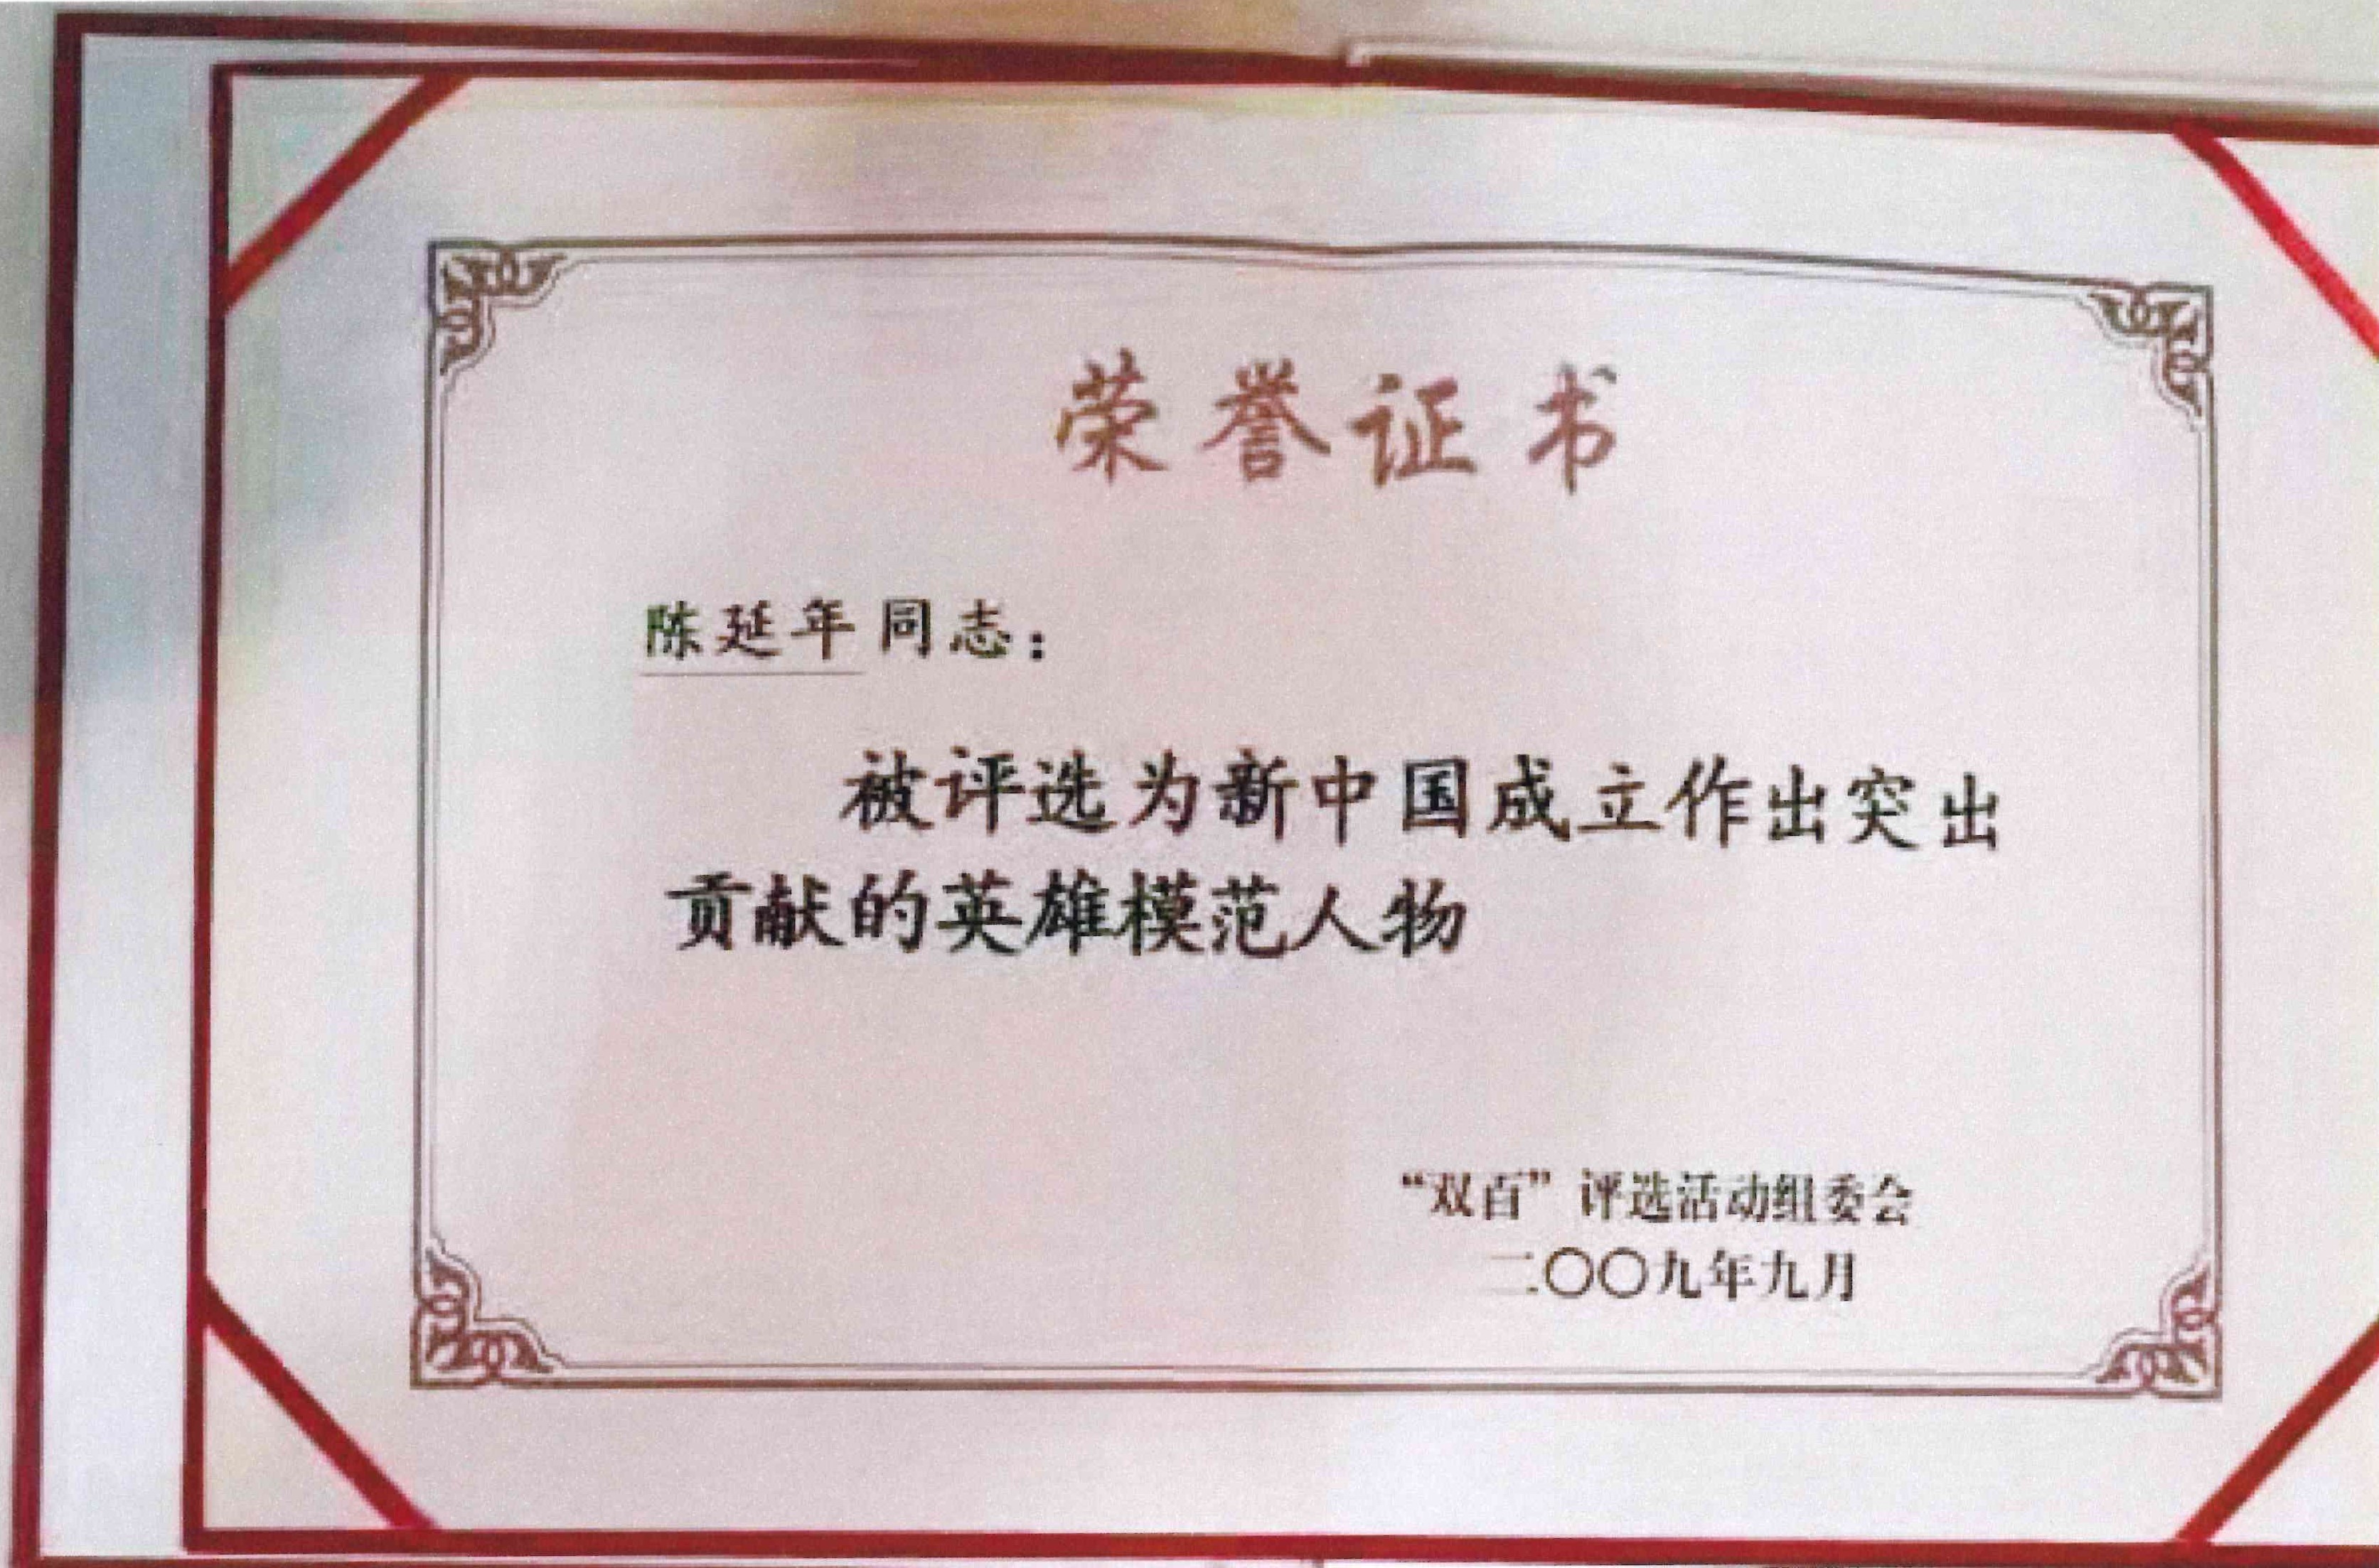 荣誉证书
陈延年同志：
被评选为新中国成立作出突出
贡献的英雄模范人物
“双百”评选活动组委会
二〇〇九年九月